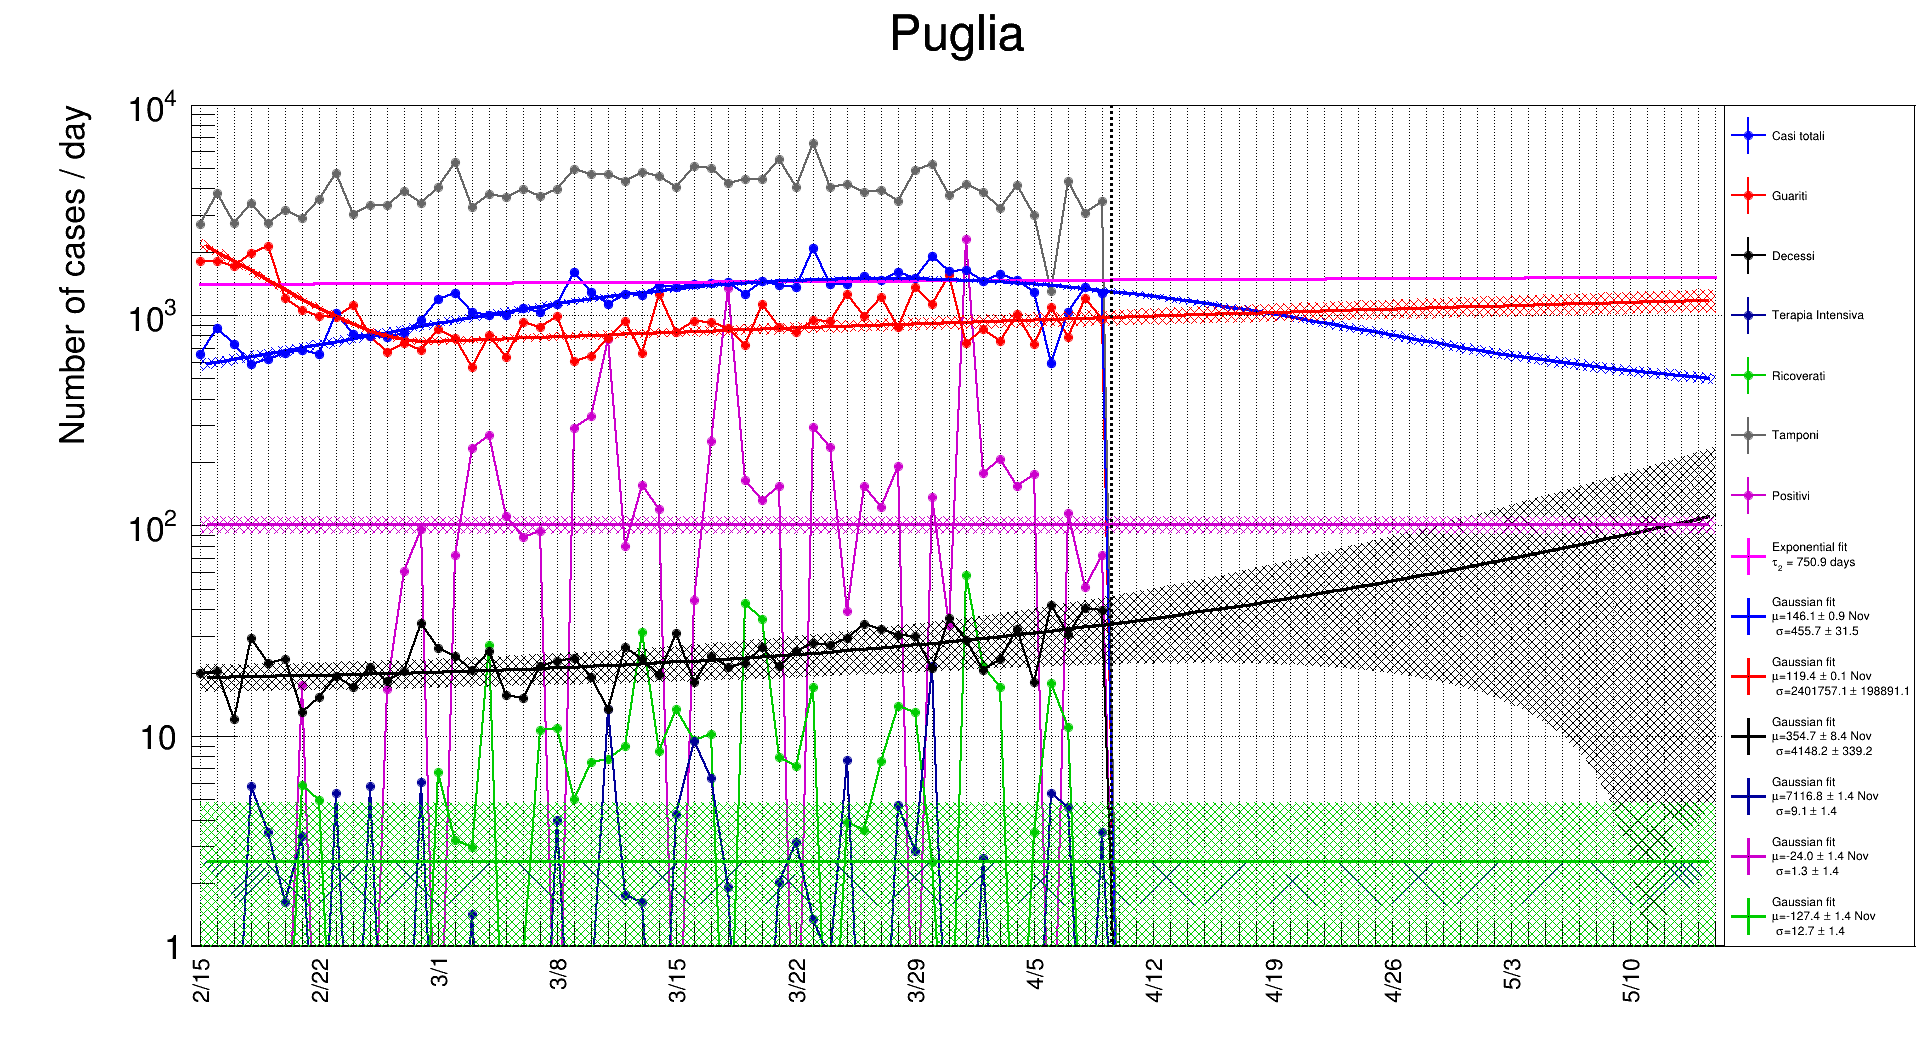 Puglia
Number of cases / day
10^4
10^3
10^2
10
1
2/15
2/22
3/1
3/8
3/15
3/22
3/29
4/5
4/12
4/19
4/26
5/3
5/10
Casi totali
Guariti
Decessi
Terapia Intensiva
Ricoverati
Tamponi
Positivi
Exponential fit
τ_2 = 750.9 days
Gaussian fit
μ=146.1 ± 0.9 Nov
σ=455.7 ± 31.5
Gaussian fit
μ=119.4 ± 0.1 Nov
σ=2401757.1 ± 198891.1
Gaussian fit
μ=354.7 ± 8.4 Nov
σ=4148.2 ± 339.2
Gaussian fit
μ=7116.8 ± 1.4 Nov
σ=9.1 ± 1.4
Gaussian fit
μ=-24.0 ± 1.4 Nov
σ=1.3 ± 1.4
Gaussian fit
μ=-127.4 ± 1.4 Nov
σ=12.7 ± 1.4